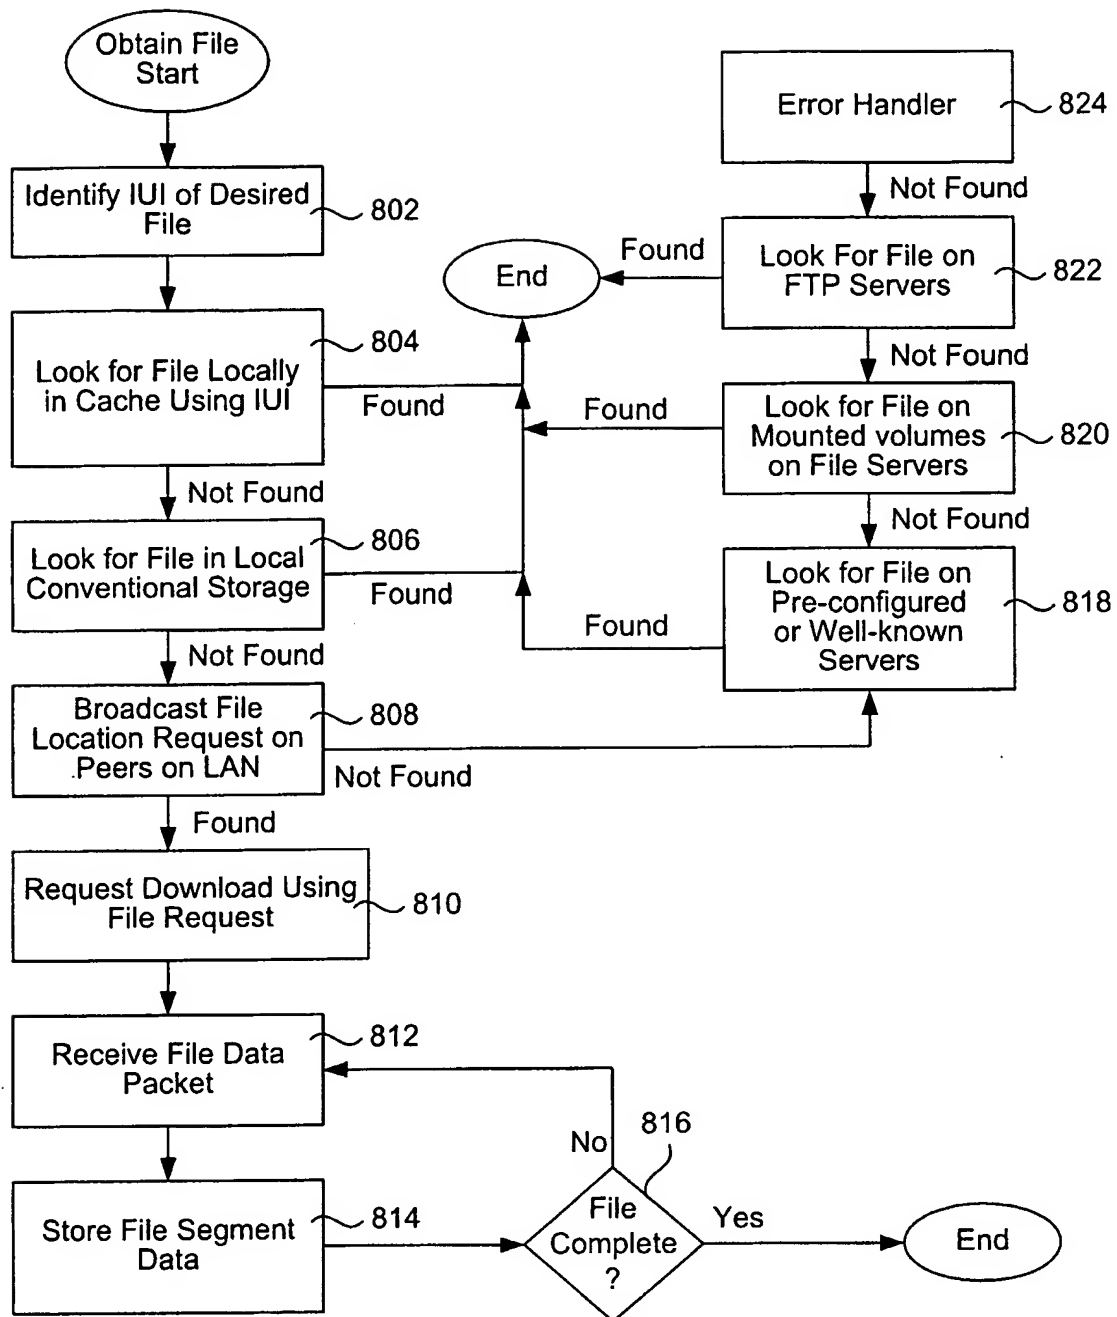 Obtain File
Start
Identify IUI of Desired
File
802
Look for File Locally
in Cache Using IUI
804
Found
Not Found
Look for File in Local
Conventional Storage
806
Found
Not Found
Broadcast File
Location Request on
Peers on LAN
808
Not Found
Found
Request Download Using
File Request
810
Receive File Data
Packet
812
Store File Segment
Data
814
File
Complete
?
816
No
Yes
End
Error Handler
824
Not Found
Look For File on
FTP Servers
822
Found
End
Not Found
Look for File on
Mounted volumes
on File Servers
820
Found
Not Found
Look for File on
Pre-configured
or Well-known
Servers
818
Found